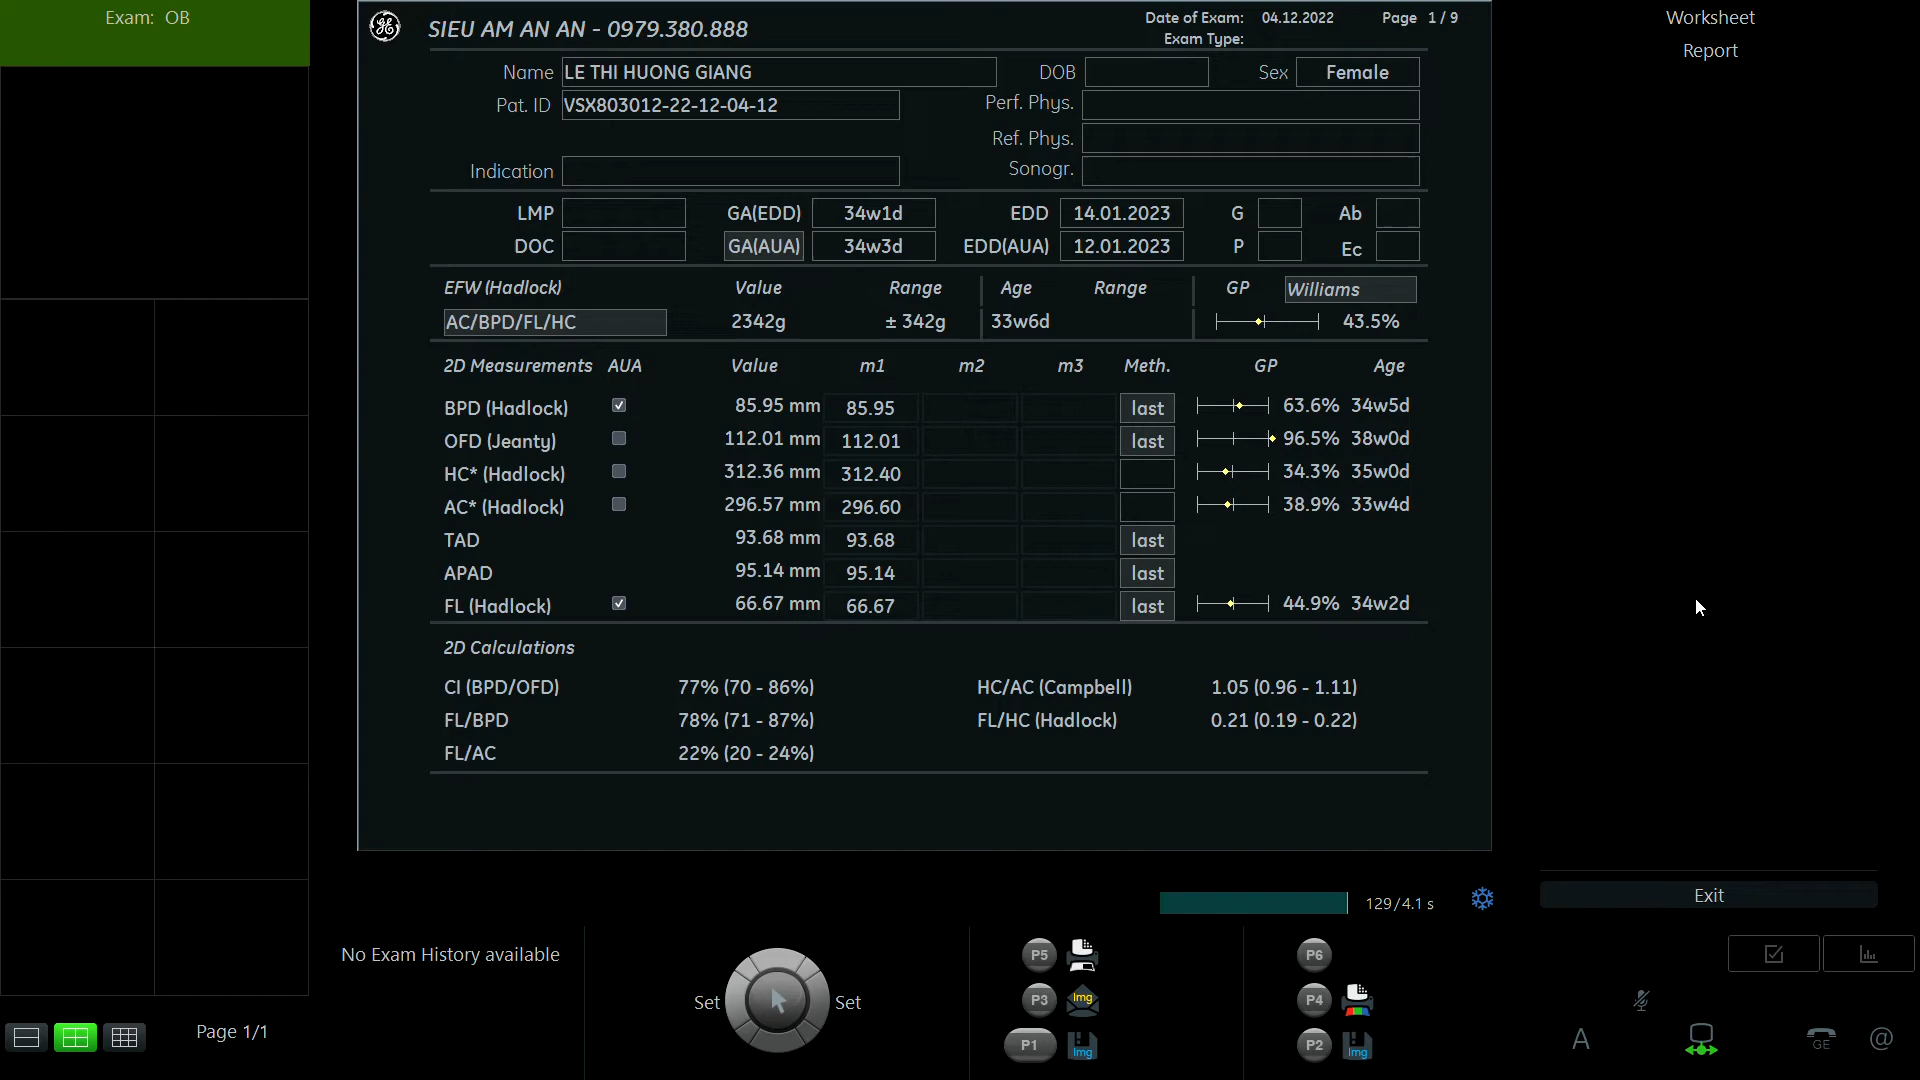 Exam: OB
SIEU AM AN AN - 0979.380.888
Date of Exam: 04.12.2022 Page 1 / 9
Exam Type:
Name LE THI HUONG GIANG DOB Sex Female
Pat. ID VSX803012-22-12-04-12 Perf. Phys.
Ref. Phys.
Indication Sonogr.
LMP GA(EDD) 34w1d EDD 14.01.2023 G Ab
DOC GA(AUA) 34w3d EDD(AUA) 12.01.2023 P Ec
EFW (Hadlock) Value Range Age Range GP Williams
AC/BPD/FL/HC 2342g ± 342g 33w6d 43.5%
2D Measurements AUA Value m1 m2 m3 Meth. GP Age
BPD (Hadlock) 85.95 mm 85.95 last 63.6% 34w5d
OFD (Jeanty) 112.01 mm 112.01 last 96.5% 38w0d
HC* (Hadlock) 312.36 mm 312.40 34.3% 35w0d
AC* (Hadlock) 296.57 mm 296.60 38.9% 33w4d
TAD 93.68 mm 93.68 last
APAD 95.14 mm 95.14 last
FL (Hadlock) 66.67 mm 66.67 last 44.9% 34w2d
2D Calculations
CI (BPD/OFD) 77% (70 - 86%) HC/AC (Campbell) 1.05 (0.96 - 1.11)
FL/BPD 78% (71 - 87%) FL/HC (Hadlock) 0.21 (0.19 - 0.22)
FL/AC 22% (20 - 24%)
Worksheet
Report
129/4.1 s
Exit
No Exam History available
Set Set
P5
P3 Img
P1 Img
P6
P4
P2 Img
A GE @
Page 1/1